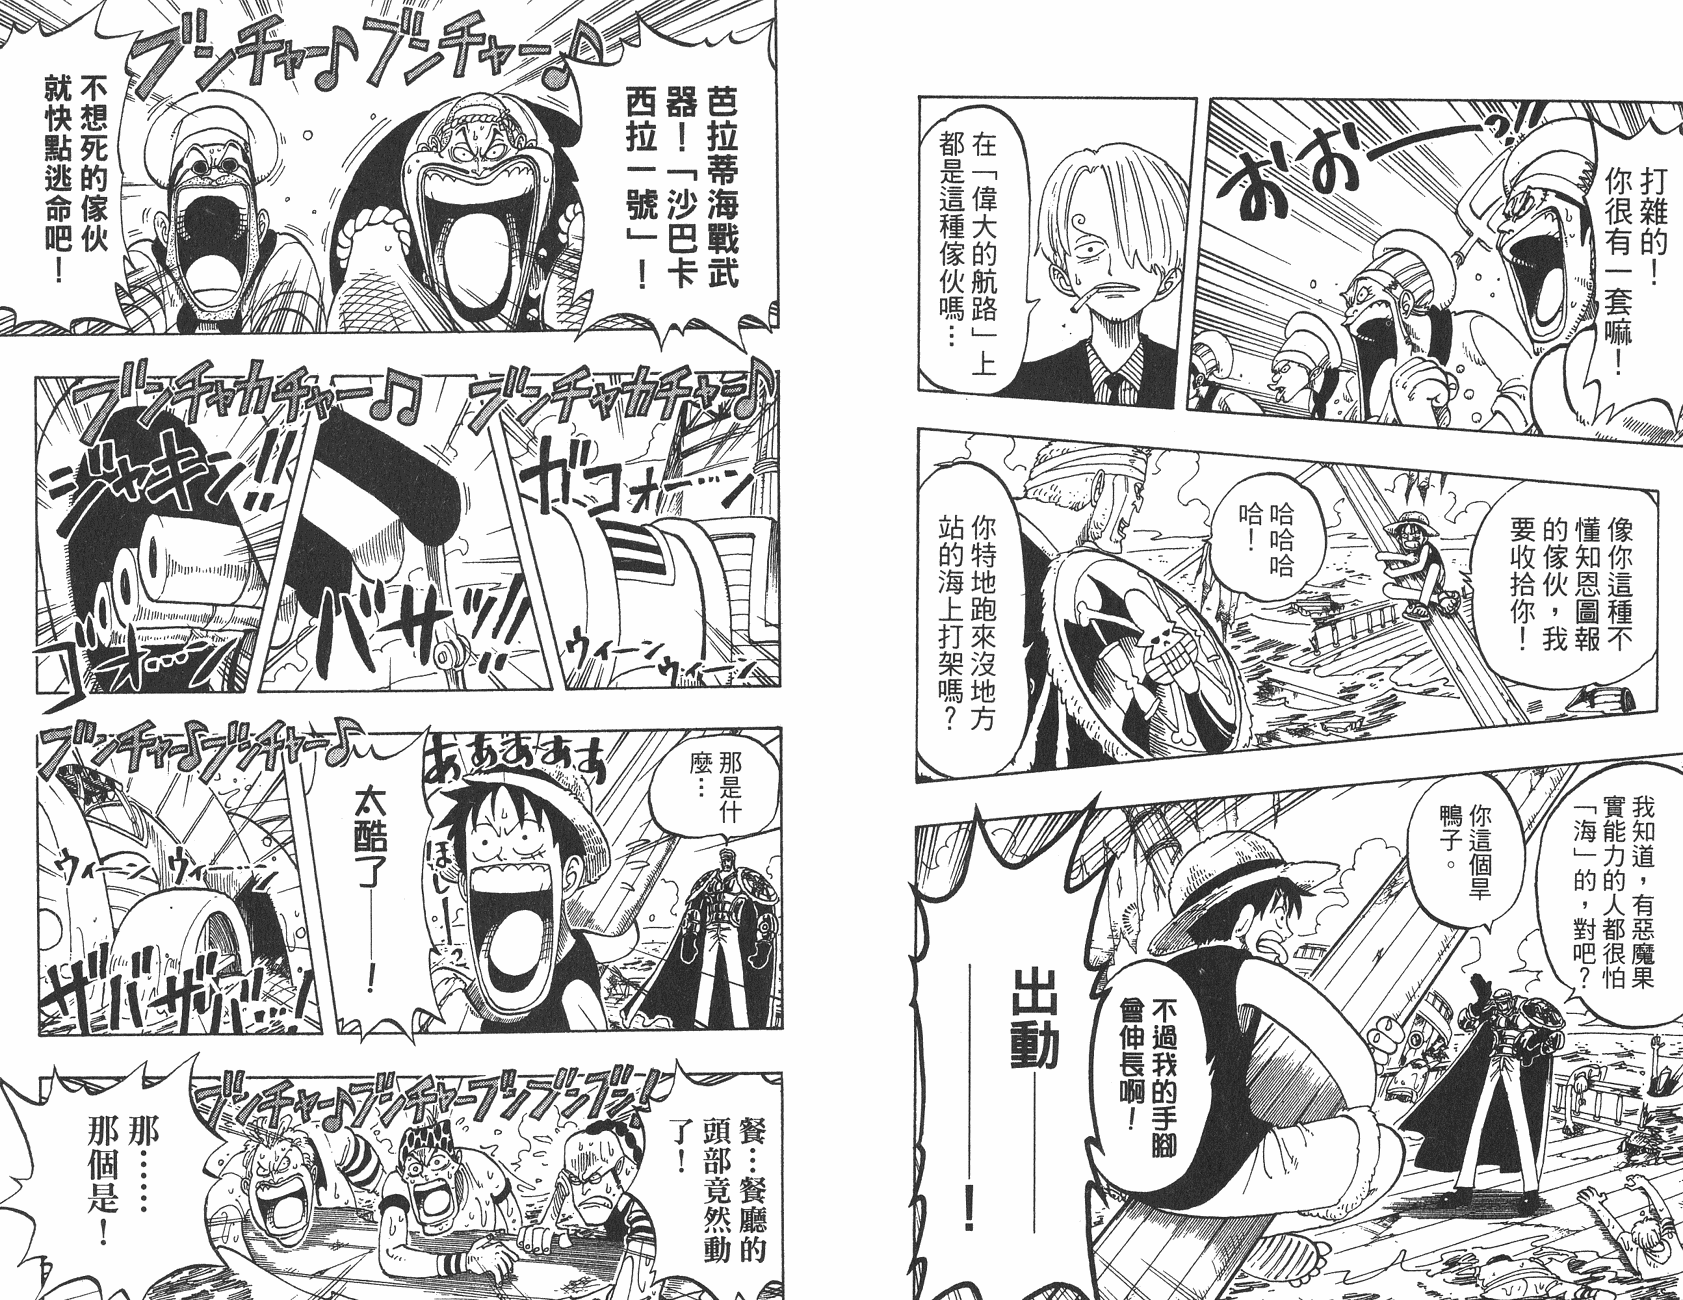 おおーっ!!
打雜的！
你很有一套嘛！
在「偉大的航路」上
都是這種傢伙嗎…
像你這種不
懂知恩圖報
的傢伙，我
要收拾你！
哈哈哈
哈！
你特地跑來沒地方
站的海上打架嗎？
我知道，有惡魔果
實能力的人都很怕
「海」的，對吧？
你這個旱
鴨子。
不過我的手腳
會伸長啊！
出動
——！
ブンチャー♪ブンチャー♪
芭拉蒂海戰武
器！「沙巴卡
西拉一號」！
不想死的傢伙
就快點逃命吧！
ブンチャカチャー♫
ブンチャカチャー♫
ガコォー…ン
ウィーン
ウィーン
バサッ!!
ジャキン!!
ゴオ…ン
那是什
麼…
ああああああ
ほしーっ
太酷了——！
ブンチャー♪ブンチャー♪
ウィーン
ウィーン
ザバザバザバ
ブンチャー♪ブンチャーブンブンブン!
餐…餐廳的
頭部竟然動
了！
那……
那個是！